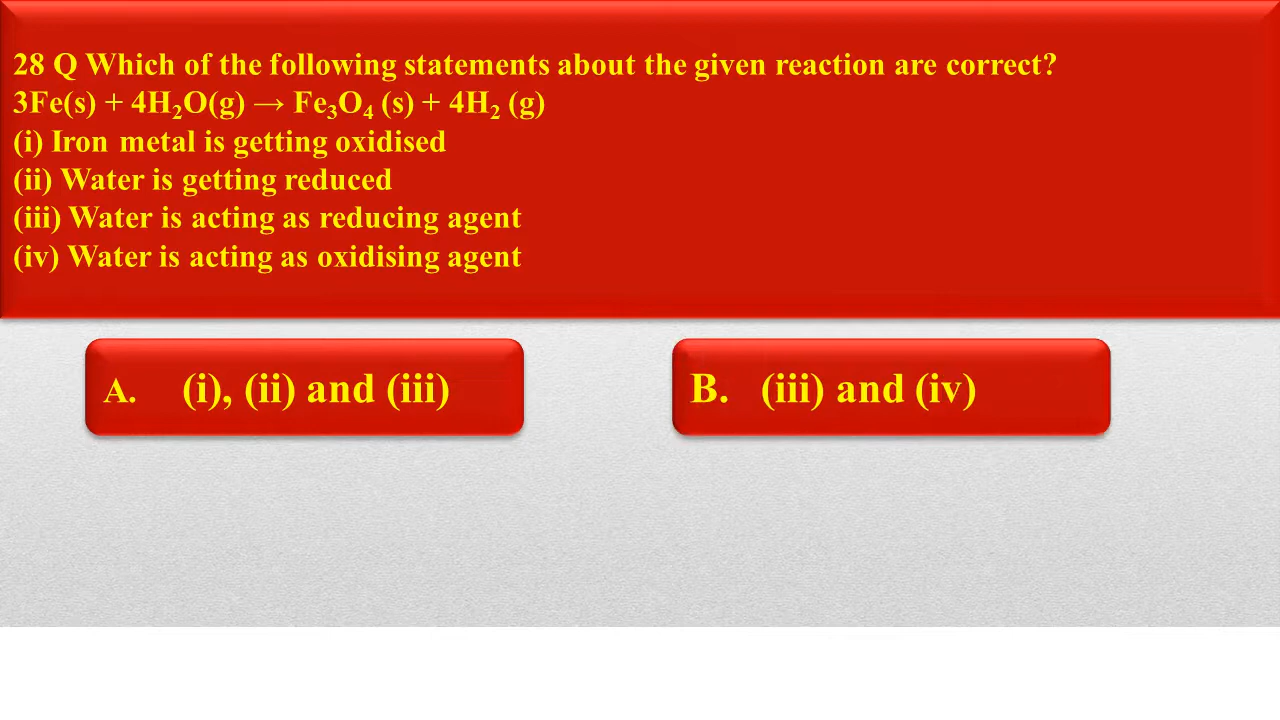 28 Q Which of the following statements about the given reaction are correct?
3Fe(s) + 4H₂O(g) → Fe₃O₄ (s) + 4H₂ (g)
(i) Iron metal is getting oxidised
(ii) Water is getting reduced
(iii) Water is acting as reducing agent
(iv) Water is acting as oxidising agent
A. (i), (ii) and (iii)
B. (iii) and (iv)